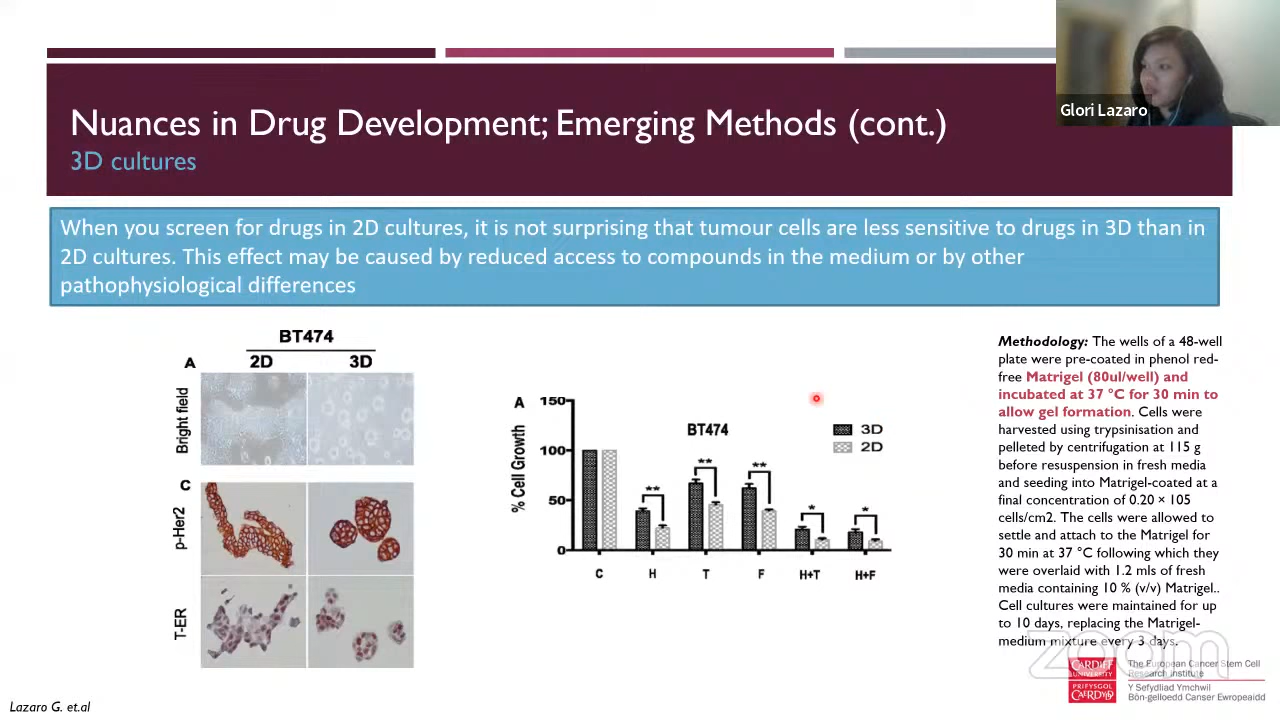 Glori Lazaro
Nuances in Drug Development; Emerging Methods (cont.)
3D cultures
When you screen for drugs in 2D cultures, it is not surprising that tumour cells are less sensitive to drugs in 3D than in
2D cultures. This effect may be caused by reduced access to compounds in the medium or by other
pathophysiological differences
BT474
2D 3D
A
Bright field
C
p-Her2
T-ER
A
150
100
50
0
% Cell Growth
BT474
3D
2D
** ** ** * *
C H T F H+T H+F
Methodology: The wells of a 48-well
plate were pre-coated in phenol red-
free Matrigel (80ul/well) and
incubated at 37 °C for 30 min to
allow gel formation. Cells were
harvested using trypsinisation and
pelleted by centrifugation at 115 g
before resuspension in fresh media
and seeding into Matrigel-coated at a
final concentration of 0.20 × 105
cells/cm2. The cells were allowed to
settle and attach to the Matrigel for
30 min at 37 °C following which they
were overlaid with 1.2 mls of fresh
media containing 10 % (v/v) Matrigel..
Cell cultures were maintained for up
to 10 days, replacing the Matrigel-
medium mixture every 3 days.
zoom
CARDIFF
UNIVERSITY
PRIFYSGOL
CAERDYDD
The European Cancer Stem Cell
Research Institute
Y Sefydliad Ymchwil
Bôn-gelloedd Canser Ewropeaidd
Lazaro G. et.al